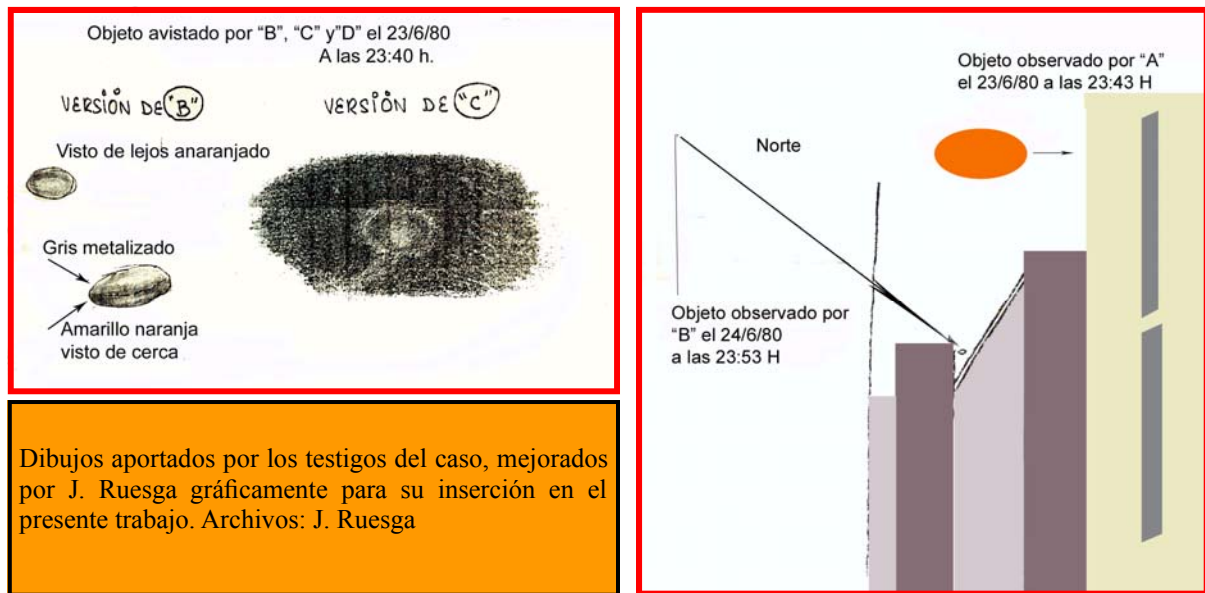 Objeto avistado por “B”, “C” y”D” el 23/6/80
A las 23:40 h.
VERSIÓN DE "B"
VERSIÓN DE "C"
Visto de lejos anaranjado
Gris metalizado
Amarillo naranja
visto de cerca
Dibujos aportados por los testigos del caso, mejorados
por J. Ruesga gráficamente para su inserción en el
presente trabajo. Archivos: J. Ruesga
Objeto observado por “A”
el 23/6/80 a las 23:43 H
Norte
Objeto observado por
“B” el 24/6/80
a las 23:53 H